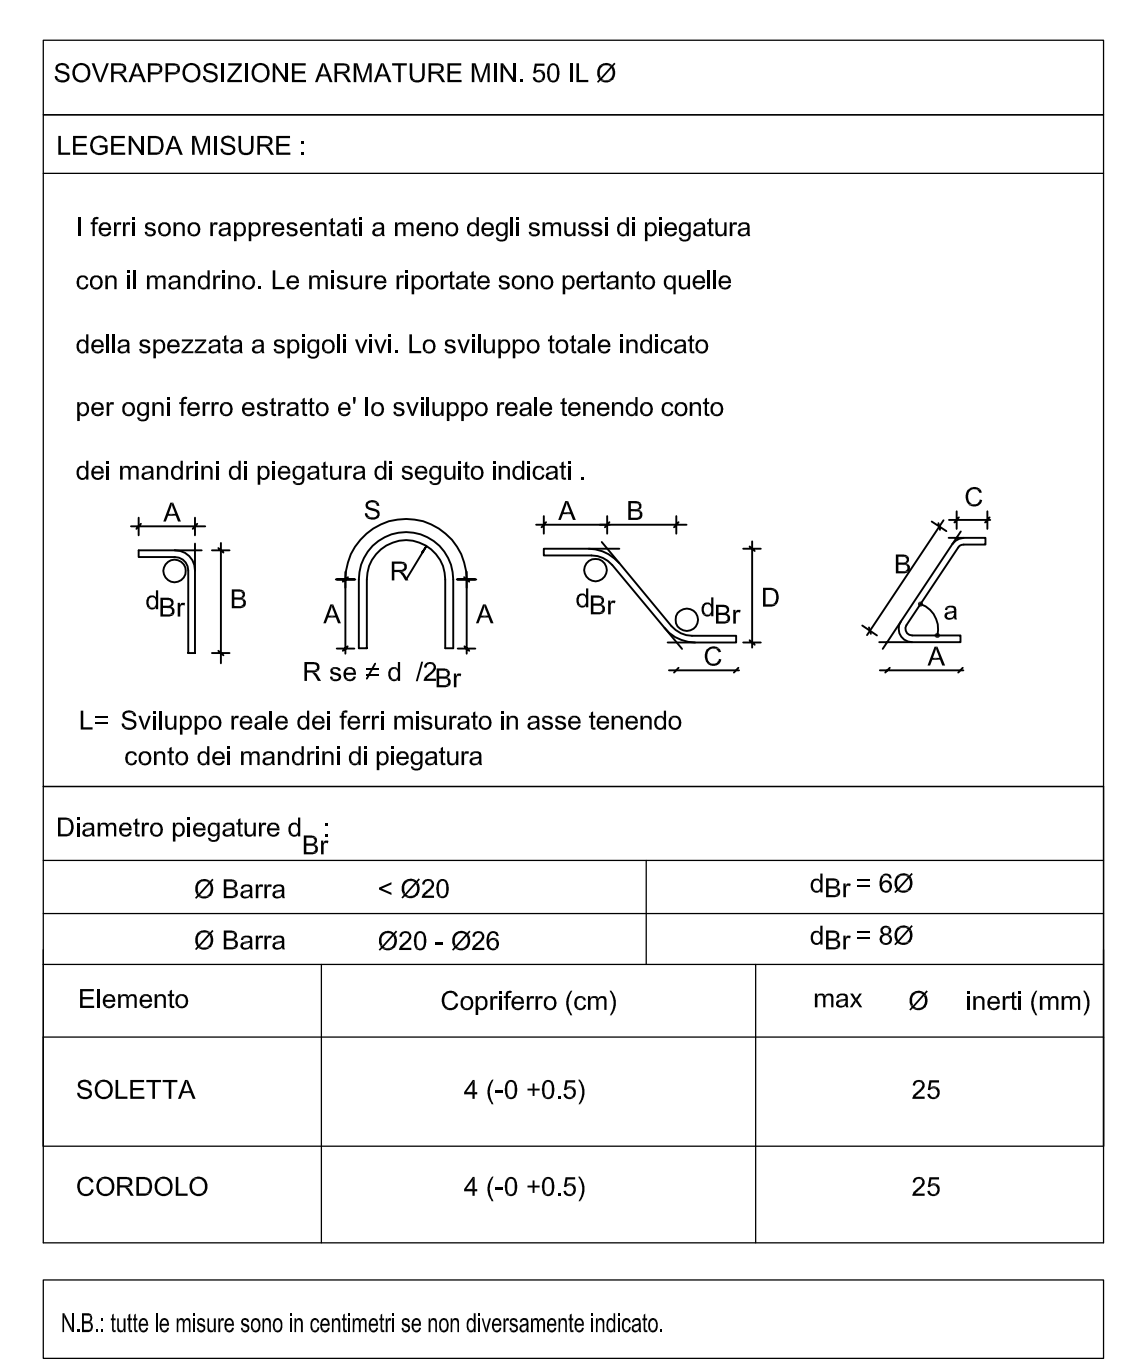 SOVRAPPOSIZIONE ARMATURE MIN. 50 IL Ø
LEGENDA MISURE :
I ferri sono rappresentati a meno degli smussi di piegatura
con il mandrino. Le misure riportate sono pertanto quelle
della spezzata a spigoli vivi. Lo sviluppo totale indicato
per ogni ferro estratto e' lo sviluppo reale tenendo conto
dei mandrini di piegatura di seguito indicati .
A
B
dBr
S
R
A
A
R se ≠ d /2Br
A
B
dBr
dBr
D
C
C
B
a
A
L= Sviluppo reale dei ferri misurato in asse tenendo
conto dei mandrini di piegatura
Diametro piegature dBr:
Ø Barra < Ø20 dBr = 6Ø
Ø Barra Ø20 - Ø26 dBr = 8Ø
Elemento Copriferro (cm) max Ø inerti (mm)
SOLETTA 4 (-0 +0.5) 25
CORDOLO 4 (-0 +0.5) 25
N.B.: tutte le misure sono in centimetri se non diversamente indicato.